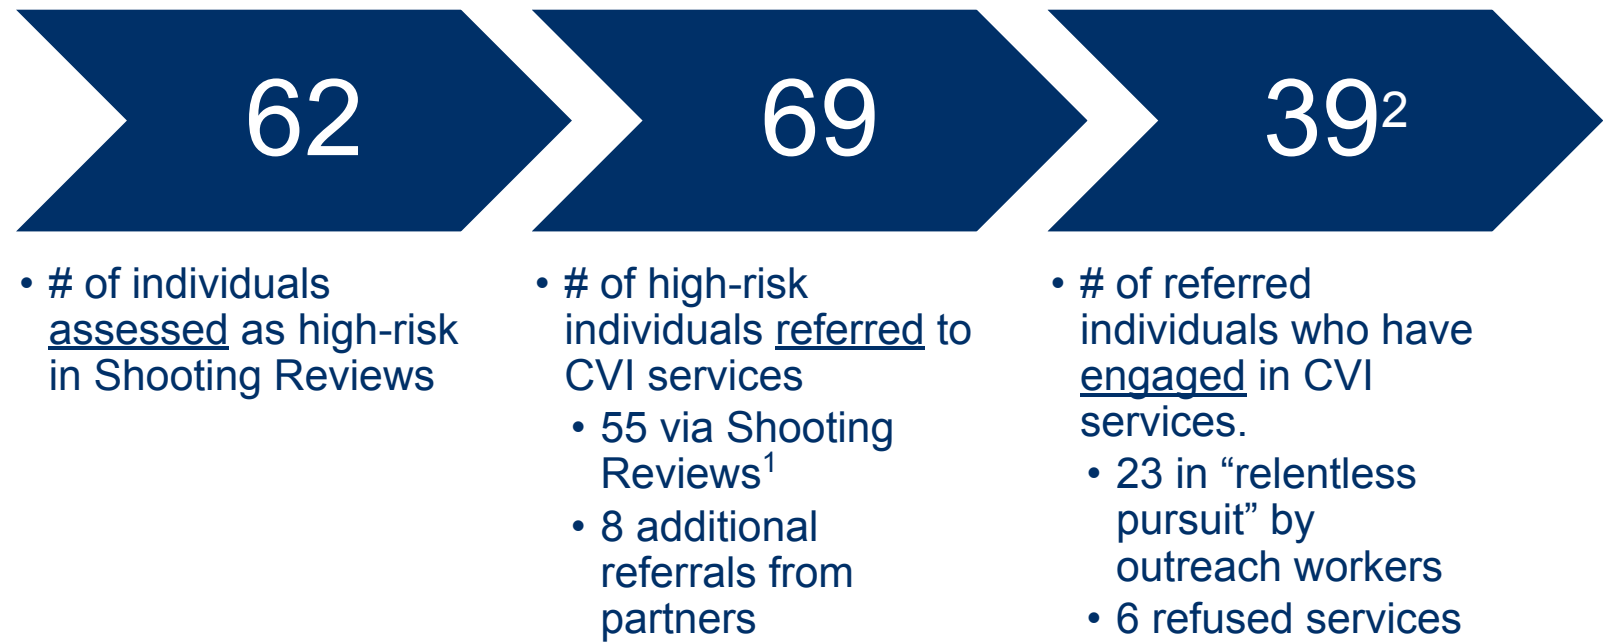 62
69
39²
• # of individuals
assessed as high-risk
in Shooting Reviews
• # of high-risk
individuals referred to
CVI services
• 55 via Shooting
Reviews¹
• 8 additional
referrals from
partners
• # of referred
individuals who have
engaged in CVI
services.
• 23 in “relentless
pursuit” by
outreach workers
• 6 refused services